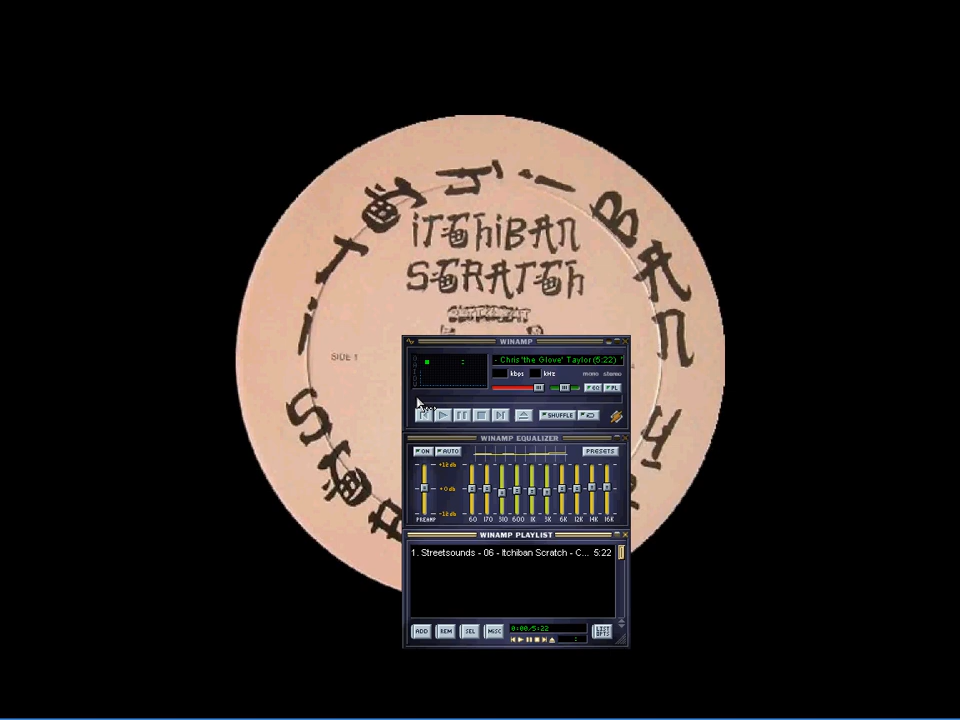 iTCHiBAN
iTCHiBAN
SCRATCH
SIDE 1
WINAMP
- Chris 'the Glove' Taylor (5:22) *
kbps kHz mono stereo
EQ PL
SHUFFLE
WINAMP EQUALIZER
ON AUTO PRESETS
+12 db
+0 db
-12 db
PREAMP 60 170 310 600 1K 3K 6K 12K 14K 16K
WINAMP PLAYLIST
1. Streetsounds - 06 - Itchiban Scratch - C... 5:22
ADD REM SEL MISC 0:00/5:22 LIST OPTS